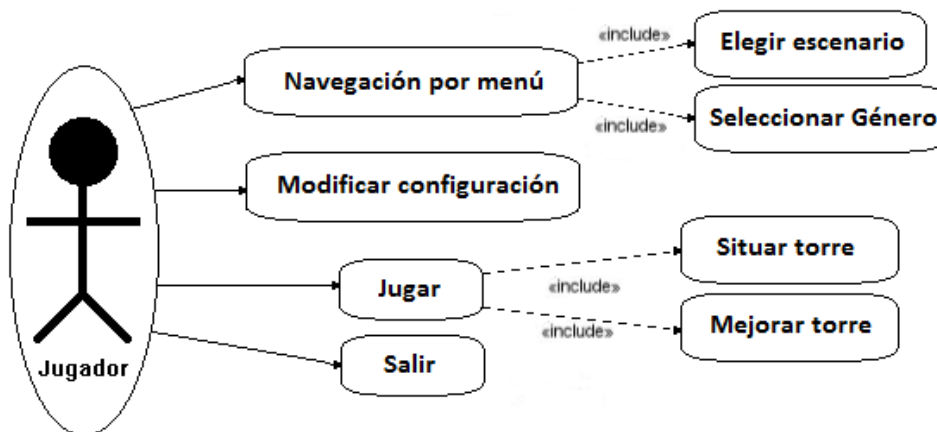 «include»
Elegir escenario
Navegación por menú
«include»
Seleccionar Género
Modificar configuración
Situar torre
Jugar
«include»
«include»
Mejorar torre
Salir
Jugador